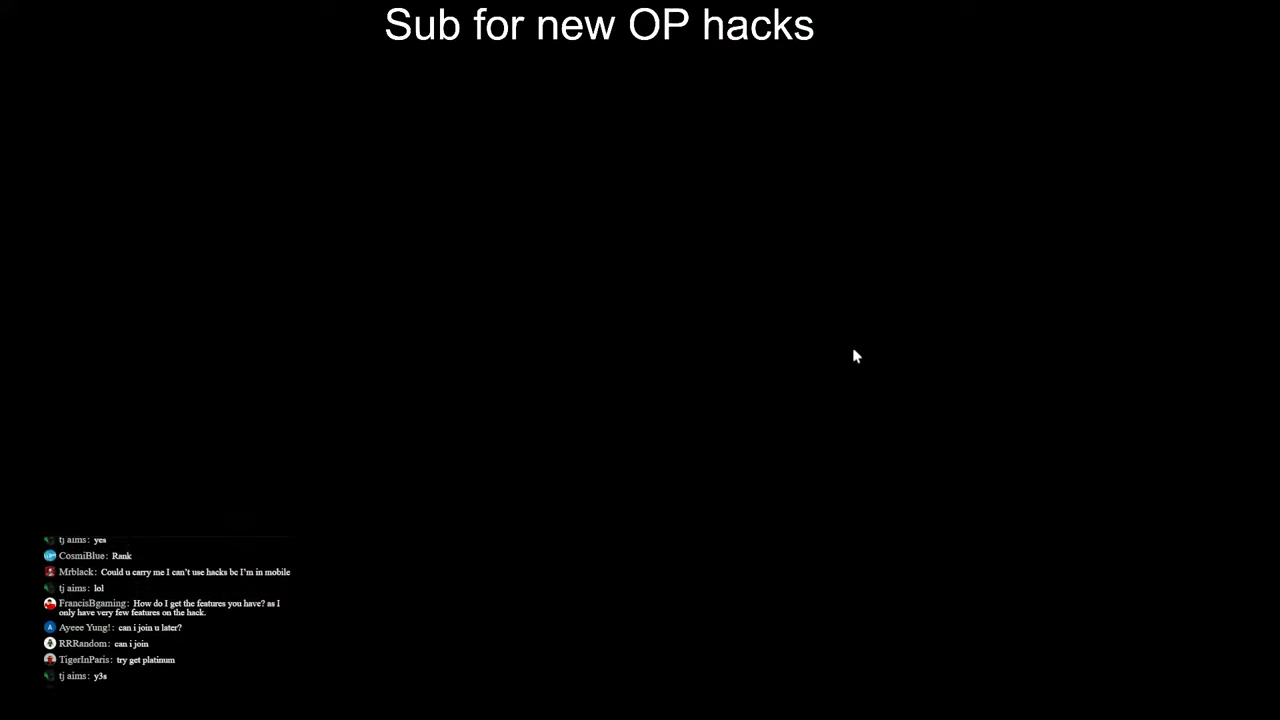 Sub for new OP hacks
tj aims: yes
CosmiBlue: Rank
Mrblack: Could u carry me I can't use hacks bc I'm in mobile
tj aims: lol
FrancisBgaming: How do I get the features you have? as I
only have very few features on the hack.
Ayeee Yung!: can i join u later?
RRRandom: can i join
TigerInParis: try get platinum
tj aims: y3s